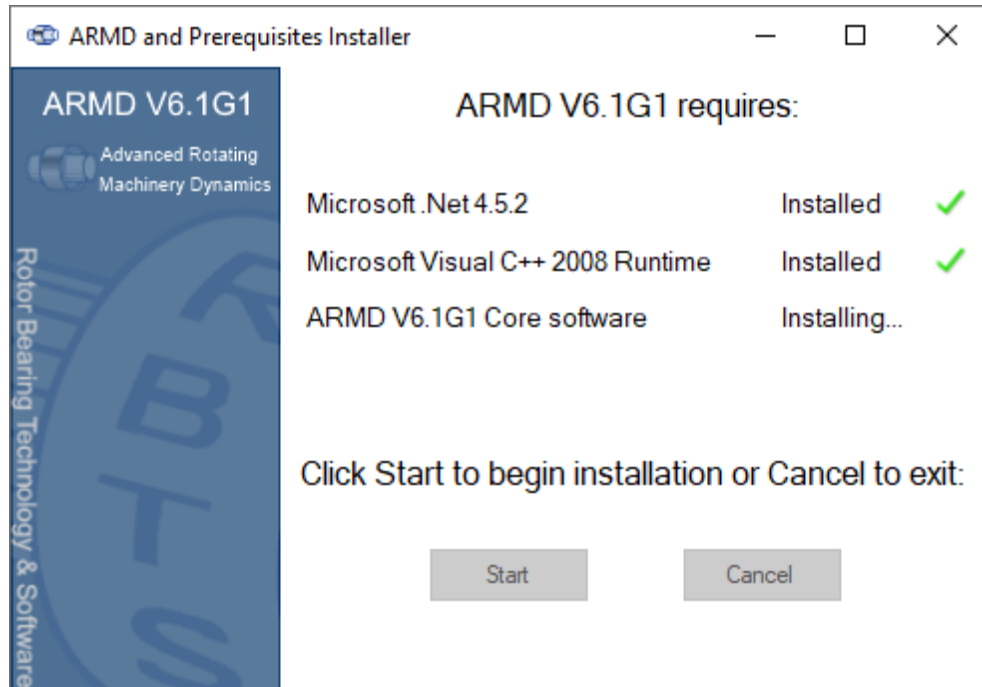 ARMD and Prerequisites Installer
ARMD V6.1G1
Advanced Rotating
Machinery Dynamics
Rotor Bearing Technology & Software
RBTS
ARMD V6.1G1 requires:
Microsoft .Net 4.5.2 Installed
Microsoft Visual C++ 2008 Runtime Installed
ARMD V6.1G1 Core software Installing...
Click Start to begin installation or Cancel to exit:
Start Cancel